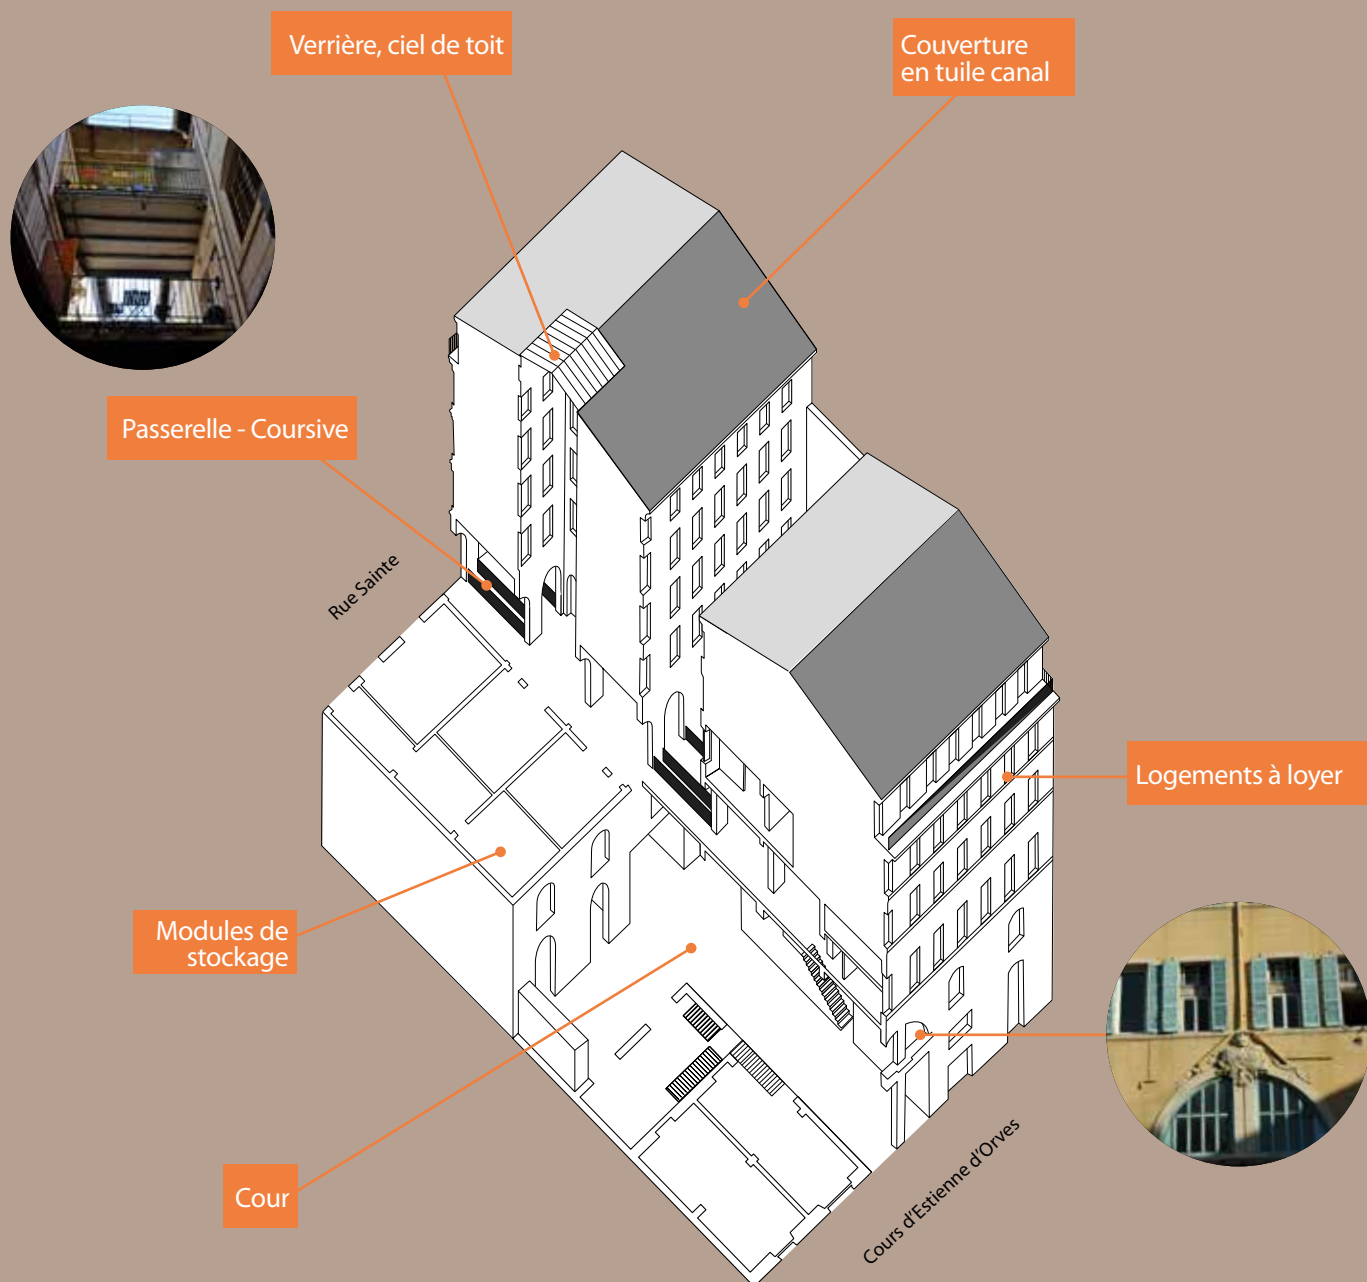 Verrière, ciel de toit
Couverture
en tuile canal
Passerelle - Coursive
Rue Sainte
Logements à loyer
Modules de
stockage
Cour
Cours d'Estienne d'Orves